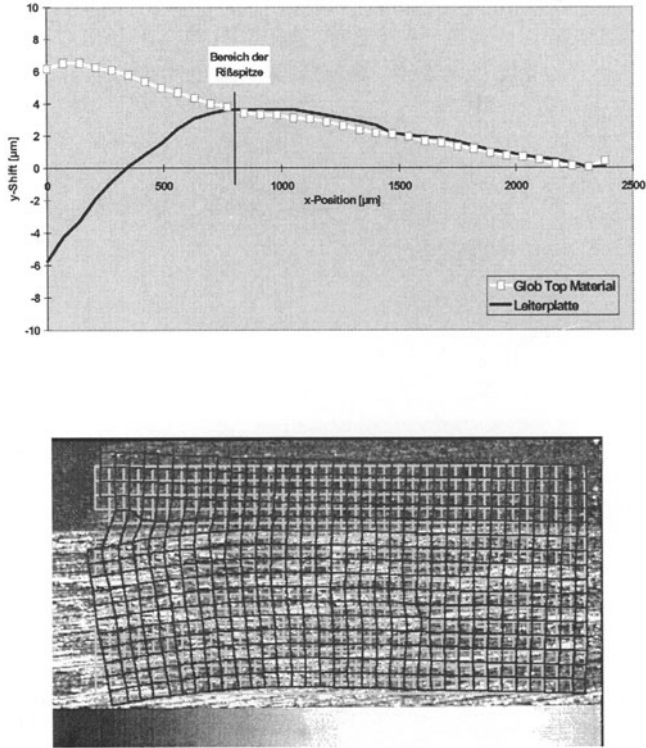 10
8
6
4
2
0
-2
-4
-6
-8
-10
y-Shift [µm]
Bereich der
Rißspitze
0
500
1000
1500
2000
2500
x-Position [µm]
Glob Top Material
Leiterplatte